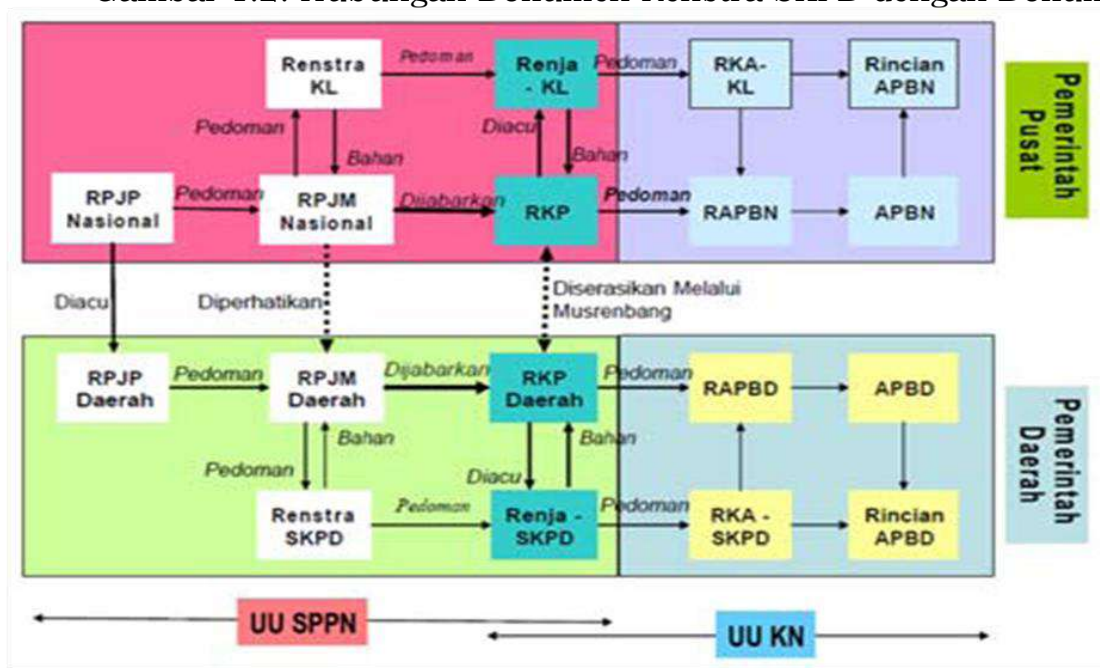 Renstra
KL
Pedoman
Renja
- KL
Pedoman
RKA-
KL
Rincian
APBN
Pemerintah
Pusat
Pedoman
Bahan
Diacu
Bahan
RPJP
Nasional
Pedoman
RPJM
Nasional
Dijabarkan
RKP
Pedoman
RAPBN
APBN
Diacu
Diperhatikan
Diserasikan Melalui
Musrenbang
RPJP
Daerah
Pedoman
RPJM
Daerah
Dijabarkan
RKP
Daerah
Pedoman
RAPBD
APBD
Pemerintah
Daerah
Pedoman
Bahan
Diacu
Bahan
Renstra
SKPD
Pedoman
Renja -
SKPD
Pedoman
RKA -
SKPD
Rincian
APBD
UU SPPN
UU KN